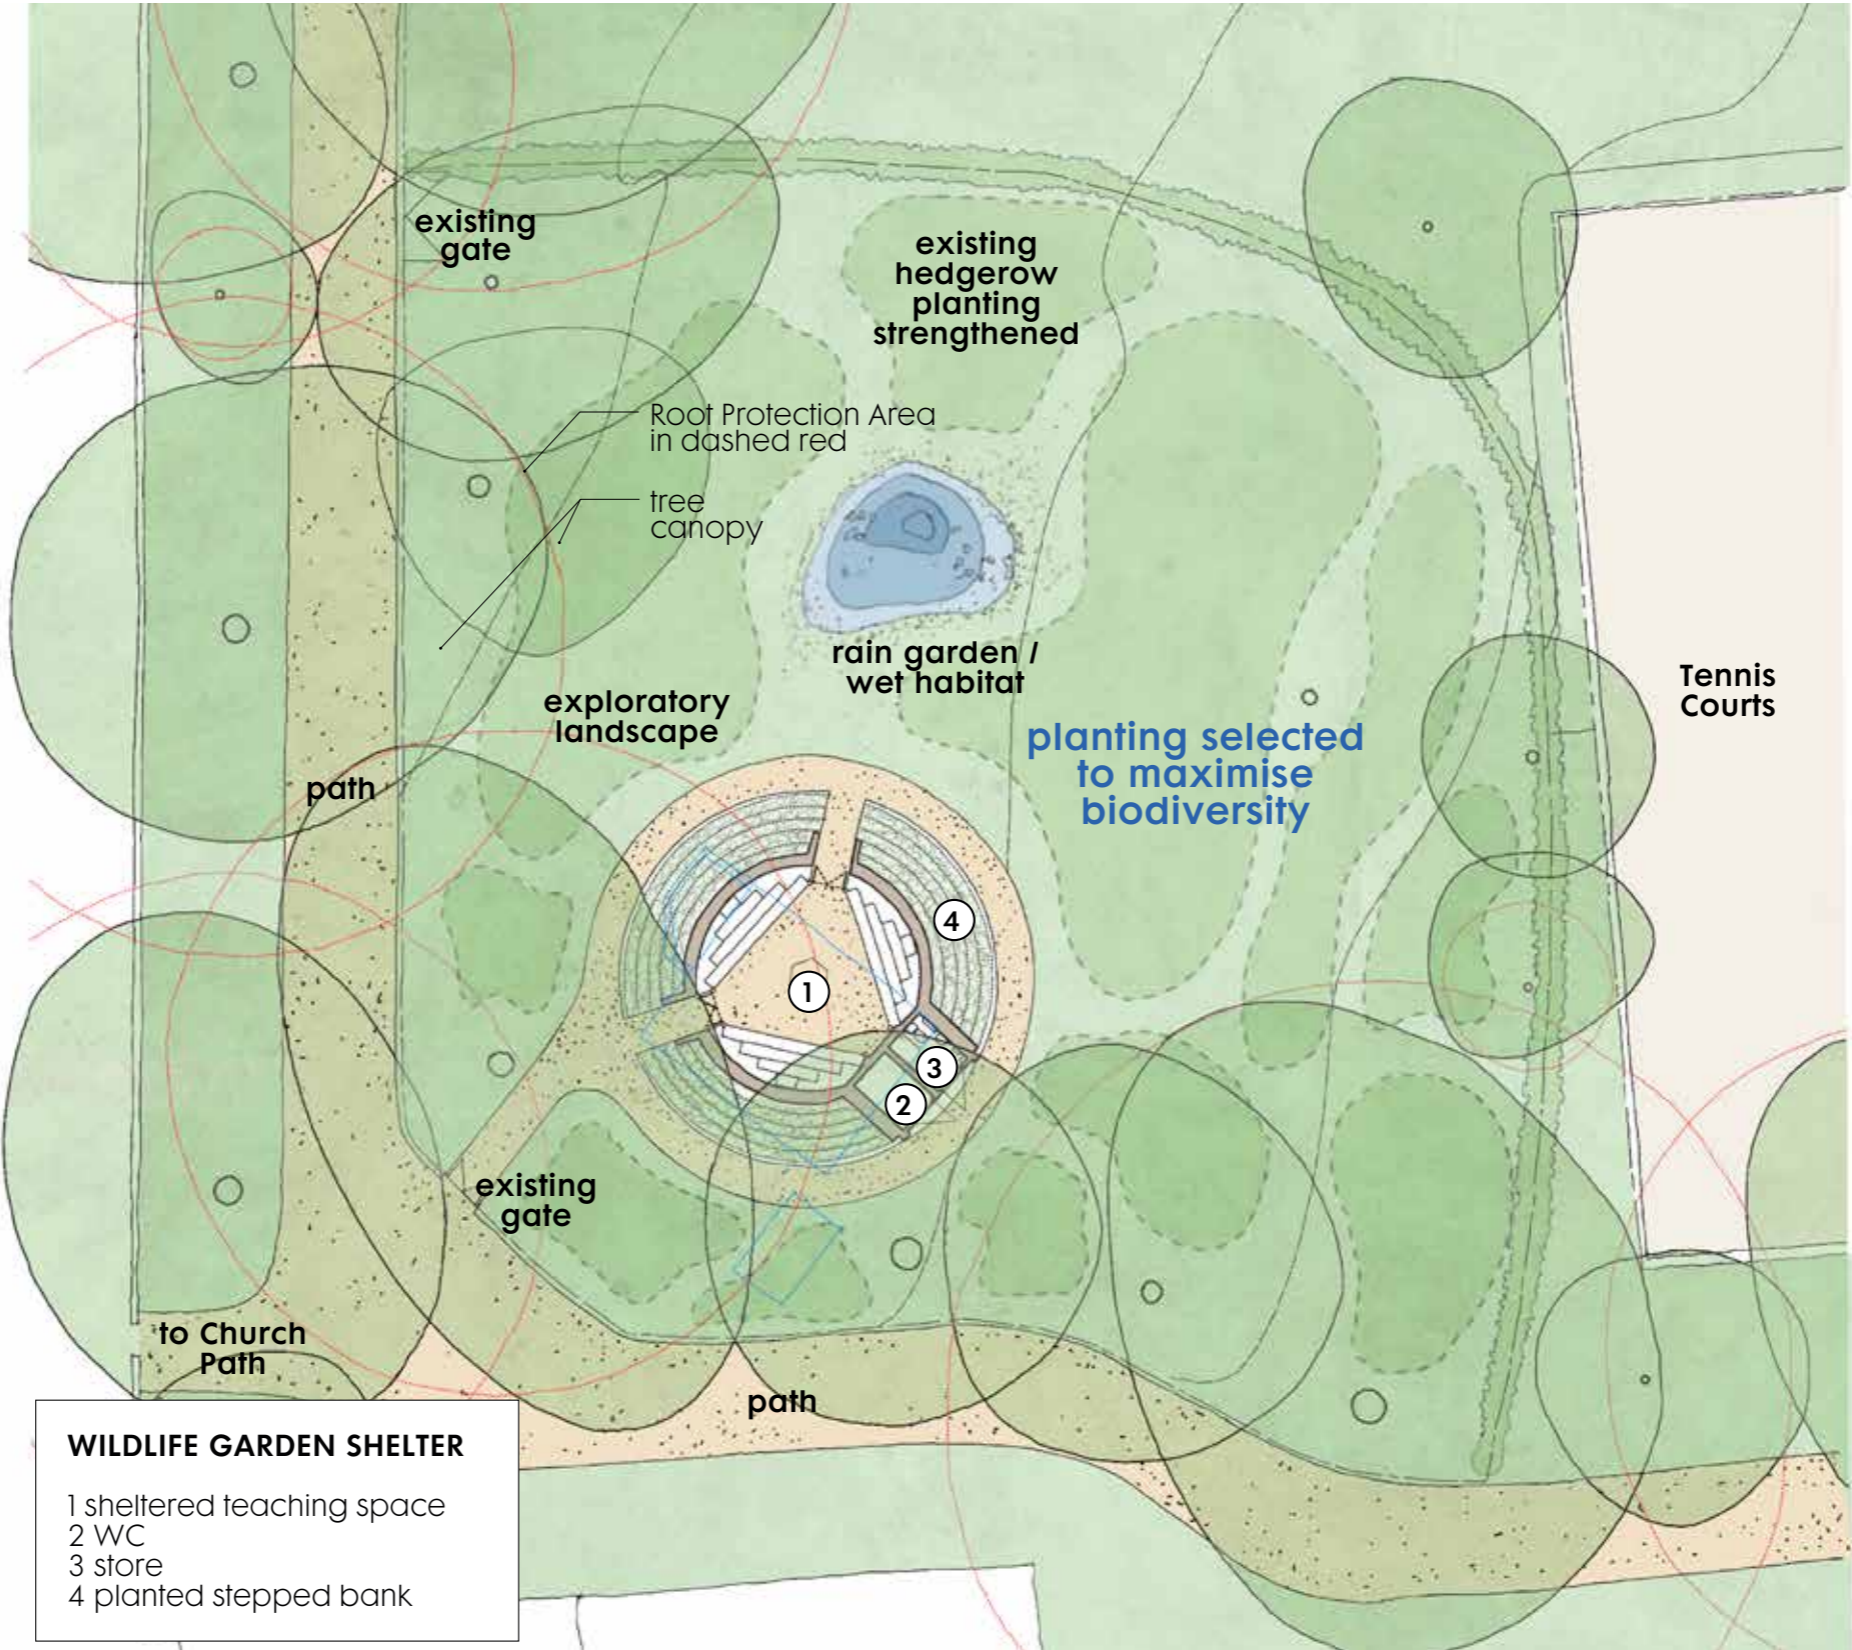 existing
gate
existing
hedgerow
planting
strengthened
Root Protection Area
in dashed red
tree
canopy
rain garden /
wet habitat
exploratory
landscape
Tennis
Courts
planting selected
to maximise
biodiversity
path
4
1
3
2
existing
gate
to Church
Path
path
WILDLIFE GARDEN SHELTER
1 sheltered teaching space
2 WC
3 store
4 planted stepped bank